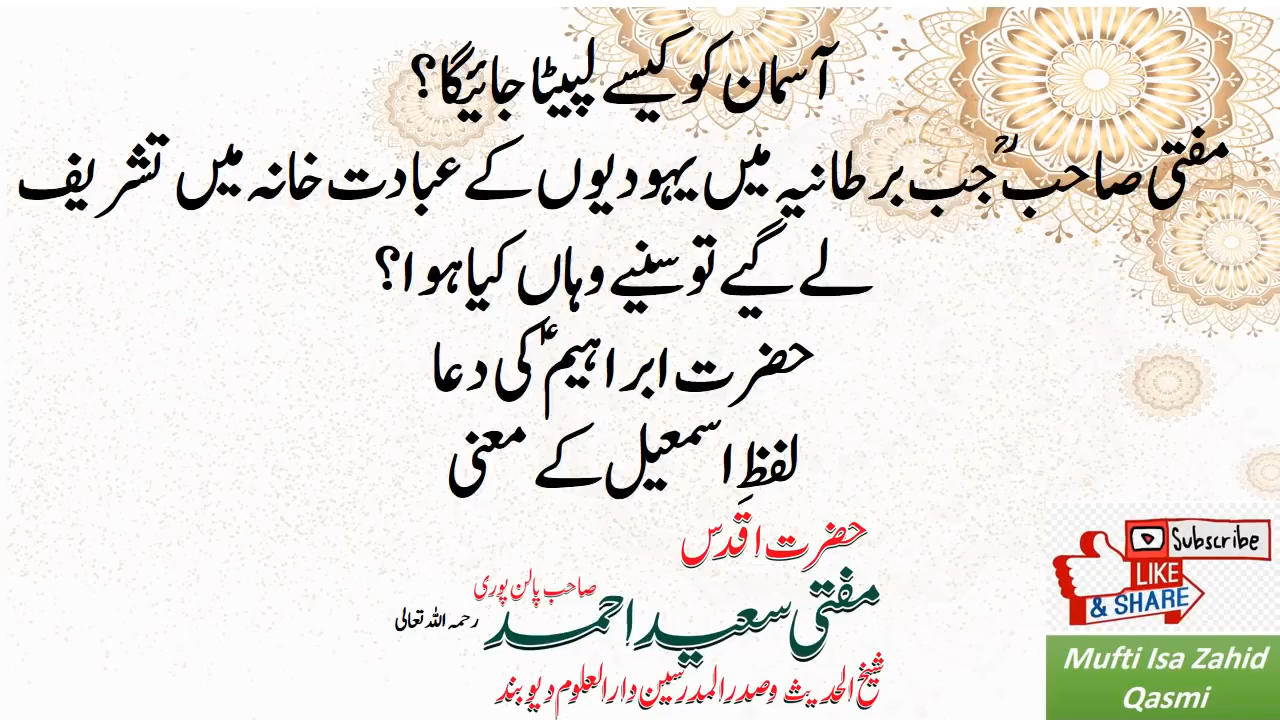 آسمان کو کیسے لپیٹا جائیگا؟
مفتی صاحبؒ جب برطانیہ میں یہودیوں کے عبادت خانہ میں تشریف
لے گیے تو سنیے وہاں کیا ہوا؟
حضرت ابراہیمؑ کی دعا
لفظِ اسمعیل کے معنی
حضرت اقدس
مفتی سعید احمد صاحب پالن پوری رحمہ اللہ تعالی
شیخ الحدیث وصدر المدرسین دارالعلوم دیوبند
Subscribe
LIKE
& SHARE
Mufti Isa Zahid
Qasmi